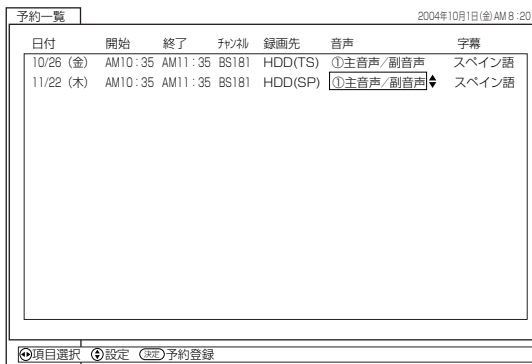 予約一覧
2004年10月1日(金)AM 8:20
日付 開始 終了 チャンネル 録画先 音声 字幕
10/26 (金) AM10:35 AM11:35 BS181 HDD(TS) ①主音声/副音声 スペイン語
11/22 (木) AM10:35 AM11:35 BS181 HDD(SP) ①主音声/副音声 スペイン語
項目選択 設定 決定 予約登録